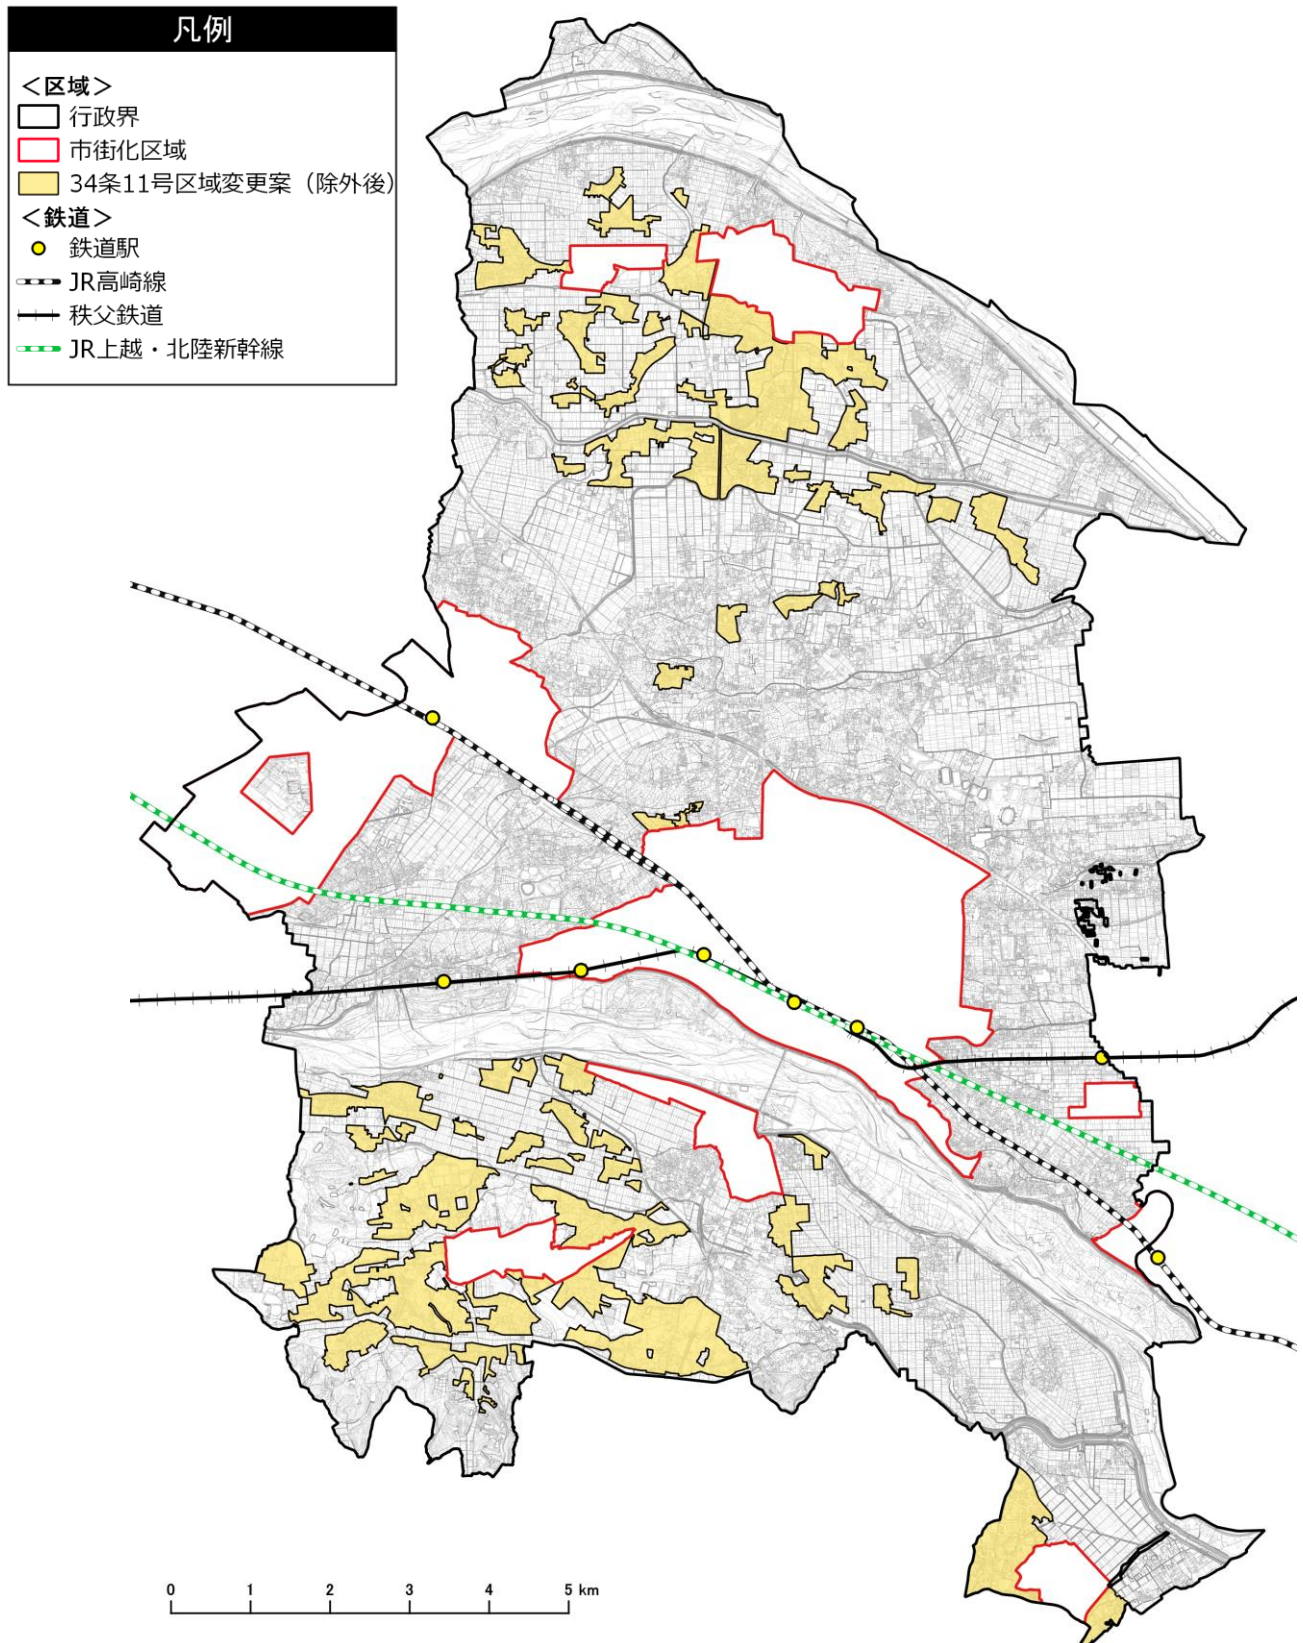 凡例
＜区域＞
行政界
市街化区域
34条11号区域変更案（除外後）
＜鉄道＞
鉄道駅
JR高崎線
秩父鉄道
JR上越・北陸新幹線
0 1 2 3 4 5 km